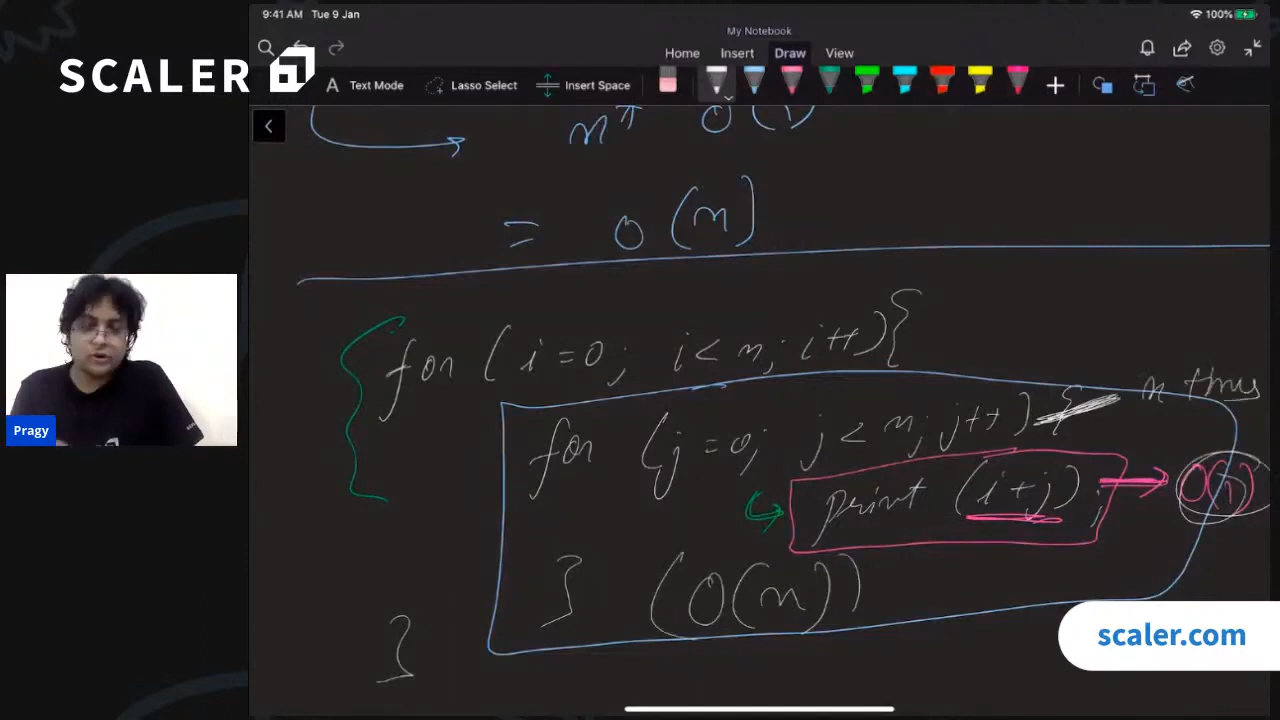 9:41 AM Tue 9 Jan
100%
My Notebook
SCALER
Home Insert Draw View
A Text Mode Lasso Select Insert Space
n * O(1)
= O(n)
for (i=0; i<n; i++){
for (j=0; j<n; j++){ n times
print (i+j); → O(1)
} (O(n))
}
Pragy
scaler.com